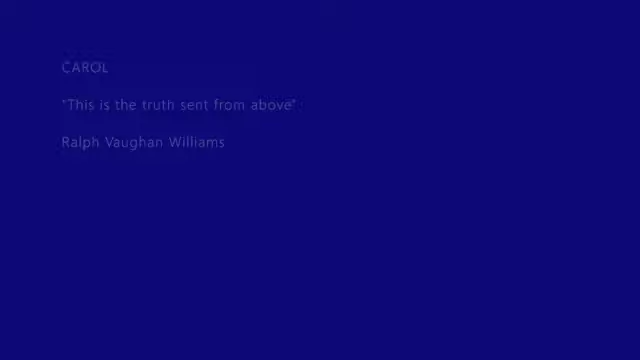 CAROL
"This is the truth sent from above":
Ralph Vaughan Williams